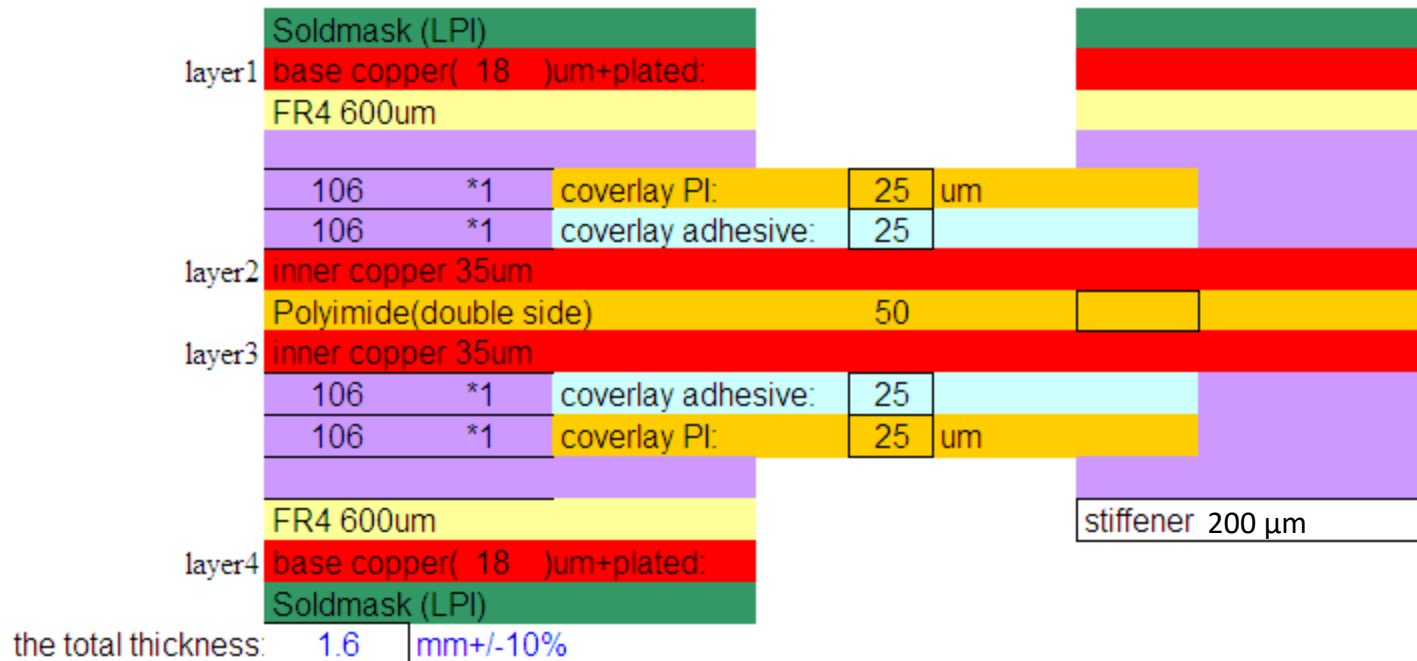 Soldmask (LPI)
layer1 base copper( 18 )um+plated:
FR4 600um
106 *1 coverlay PI: 25 um
106 *1 coverlay adhesive: 25
layer2 inner copper 35um
Polyimide(double side) 50
layer3 inner copper 35um
106 *1 coverlay adhesive: 25
106 *1 coverlay PI: 25 um
FR4 600um stiffener 200 μm
layer4 base copper( 18 )um+plated:
Soldmask (LPI)
the total thickness: 1.6 mm+/-10%